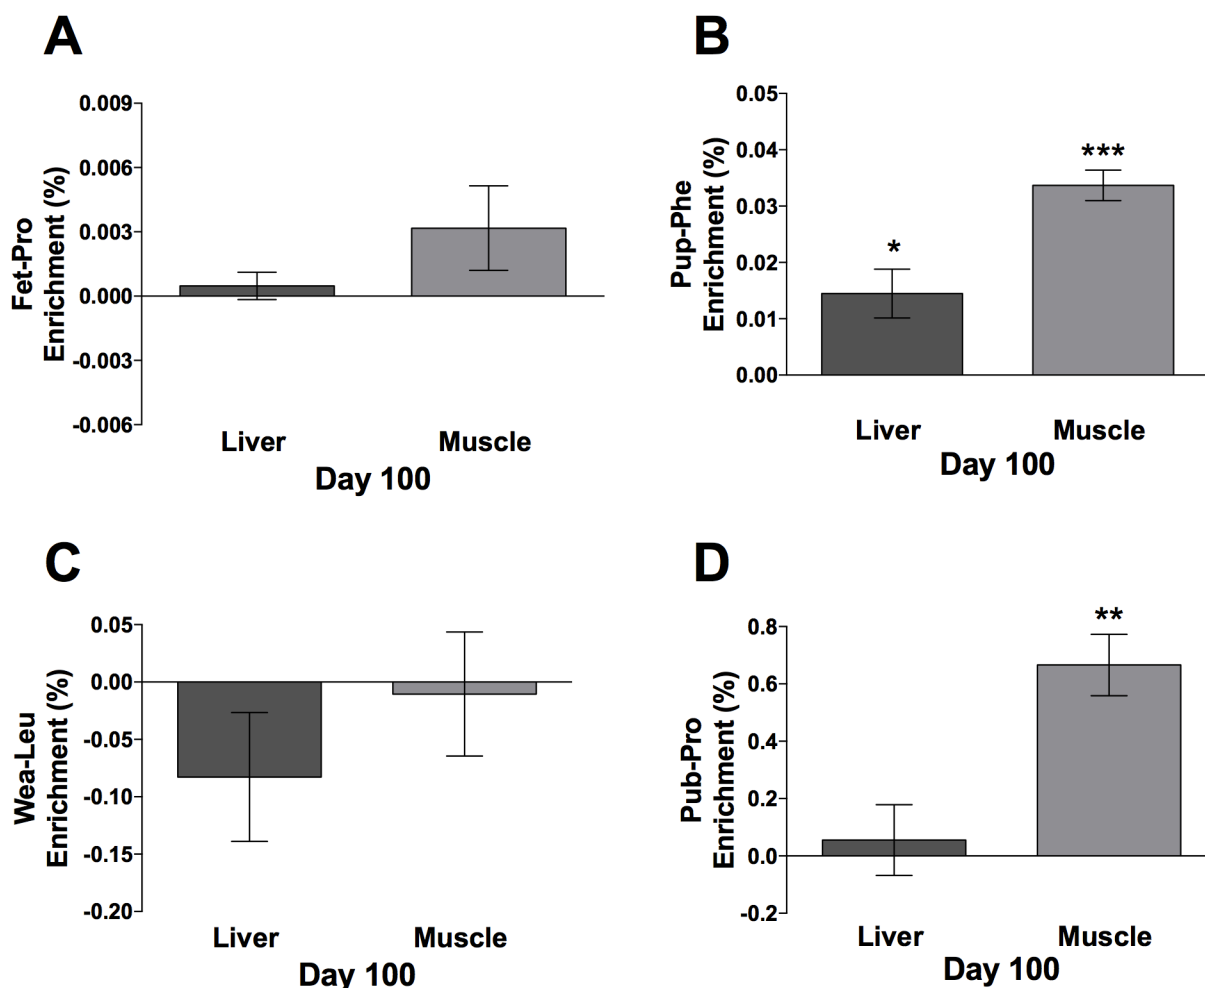 A
Fet-Pro
Enrichment (%)
0.009
0.006
0.003
0.000
-0.003
-0.006
Liver
Muscle
Day 100
B
Pup-Phe
Enrichment (%)
0.05
0.04
0.03
0.02
0.01
0.00
*
***
Liver
Muscle
Day 100
C
Wea-Leu
Enrichment (%)
0.05
0.00
-0.05
-0.10
-0.15
-0.20
Liver
Muscle
Day 100
D
Pub-Pro
Enrichment (%)
0.8
0.6
0.4
0.2
0.0
-0.2
**
Liver
Muscle
Day 100